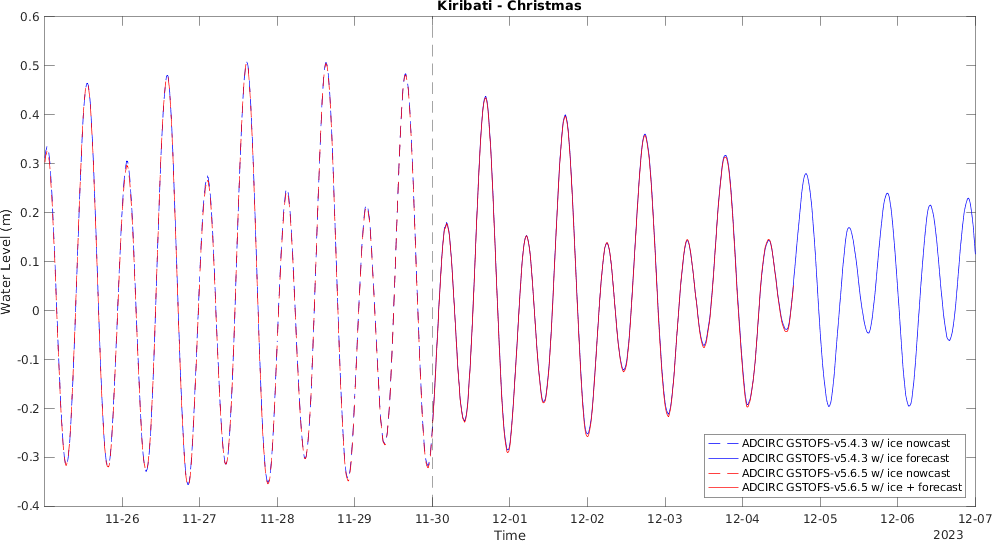 Kiribati - Christmas
0.6
0.5
0.4
0.3
0.2
0.1
0
-0.1
-0.2
-0.3
-0.4
Water Level (m)
11-26 11-27 11-28 11-29 11-30 12-01 12-02 12-03 12-04 12-05 12-06 12-07
Time
2023
ADCIRC GSTOFS-v5.4.3 w/ ice nowcast
ADCIRC GSTOFS-v5.4.3 w/ ice forecast
ADCIRC GSTOFS-v5.6.5 w/ ice nowcast
ADCIRC GSTOFS-v5.6.5 w/ ice + forecast